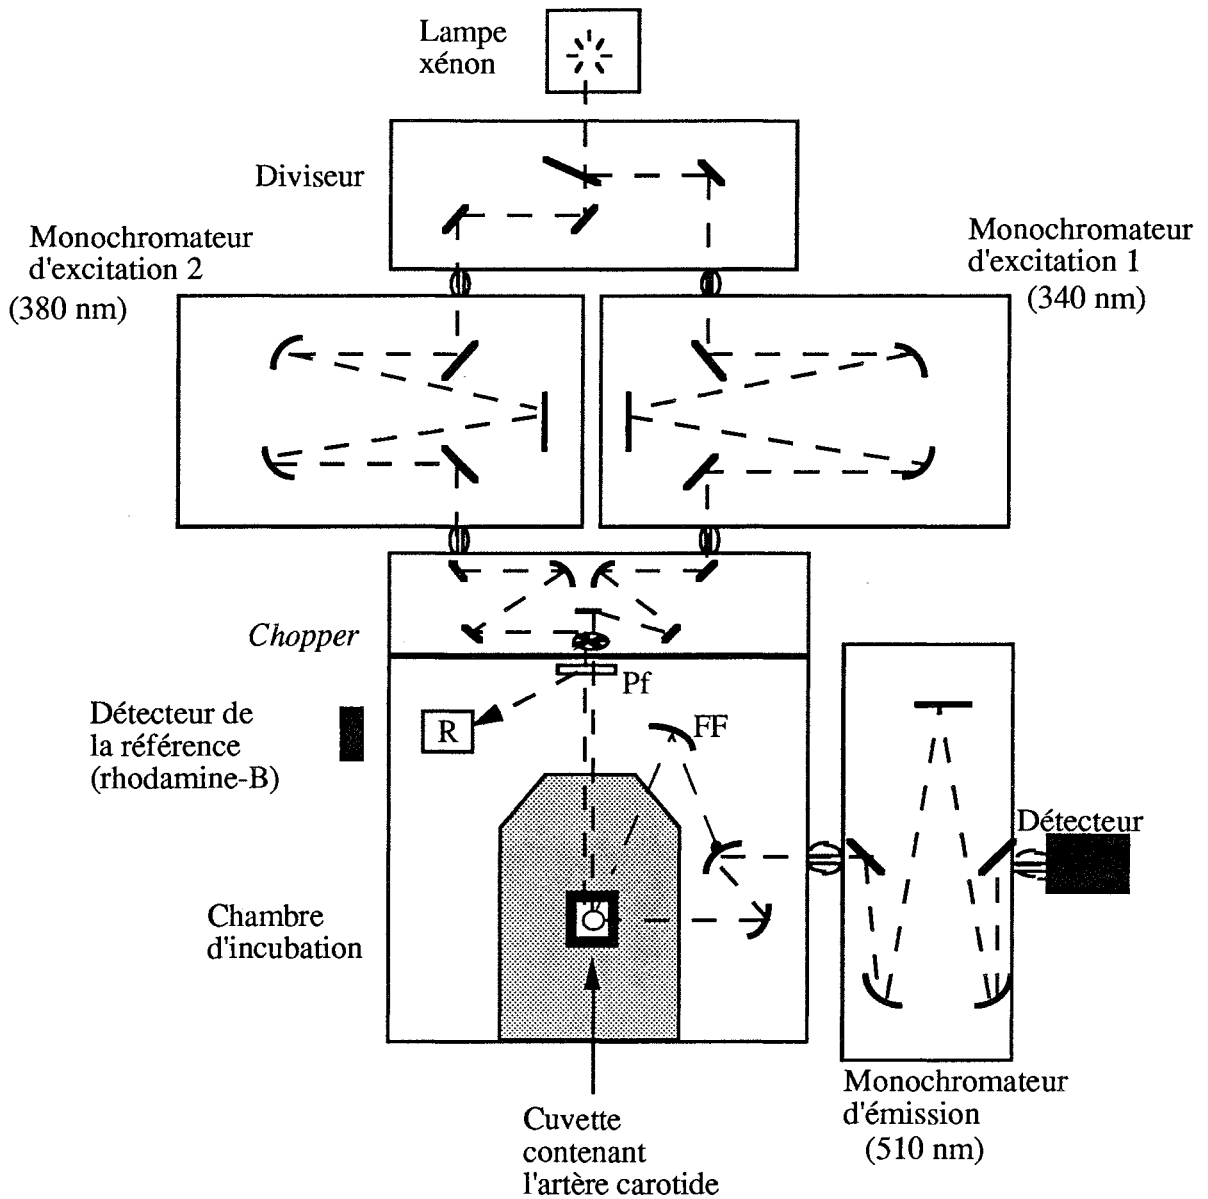 Lampe
xénon
Diviseur
Monochromateur
d'excitation 2
(380 nm)
Monochromateur
d'excitation 1
(340 nm)
Chopper
Pf
FF
R
Détecteur de
la référence
(rhodamine-B)
Détecteur
Chambre
d'incubation
Monochromateur
d'émission
(510 nm)
Cuvette
contenant
l'artère carotide